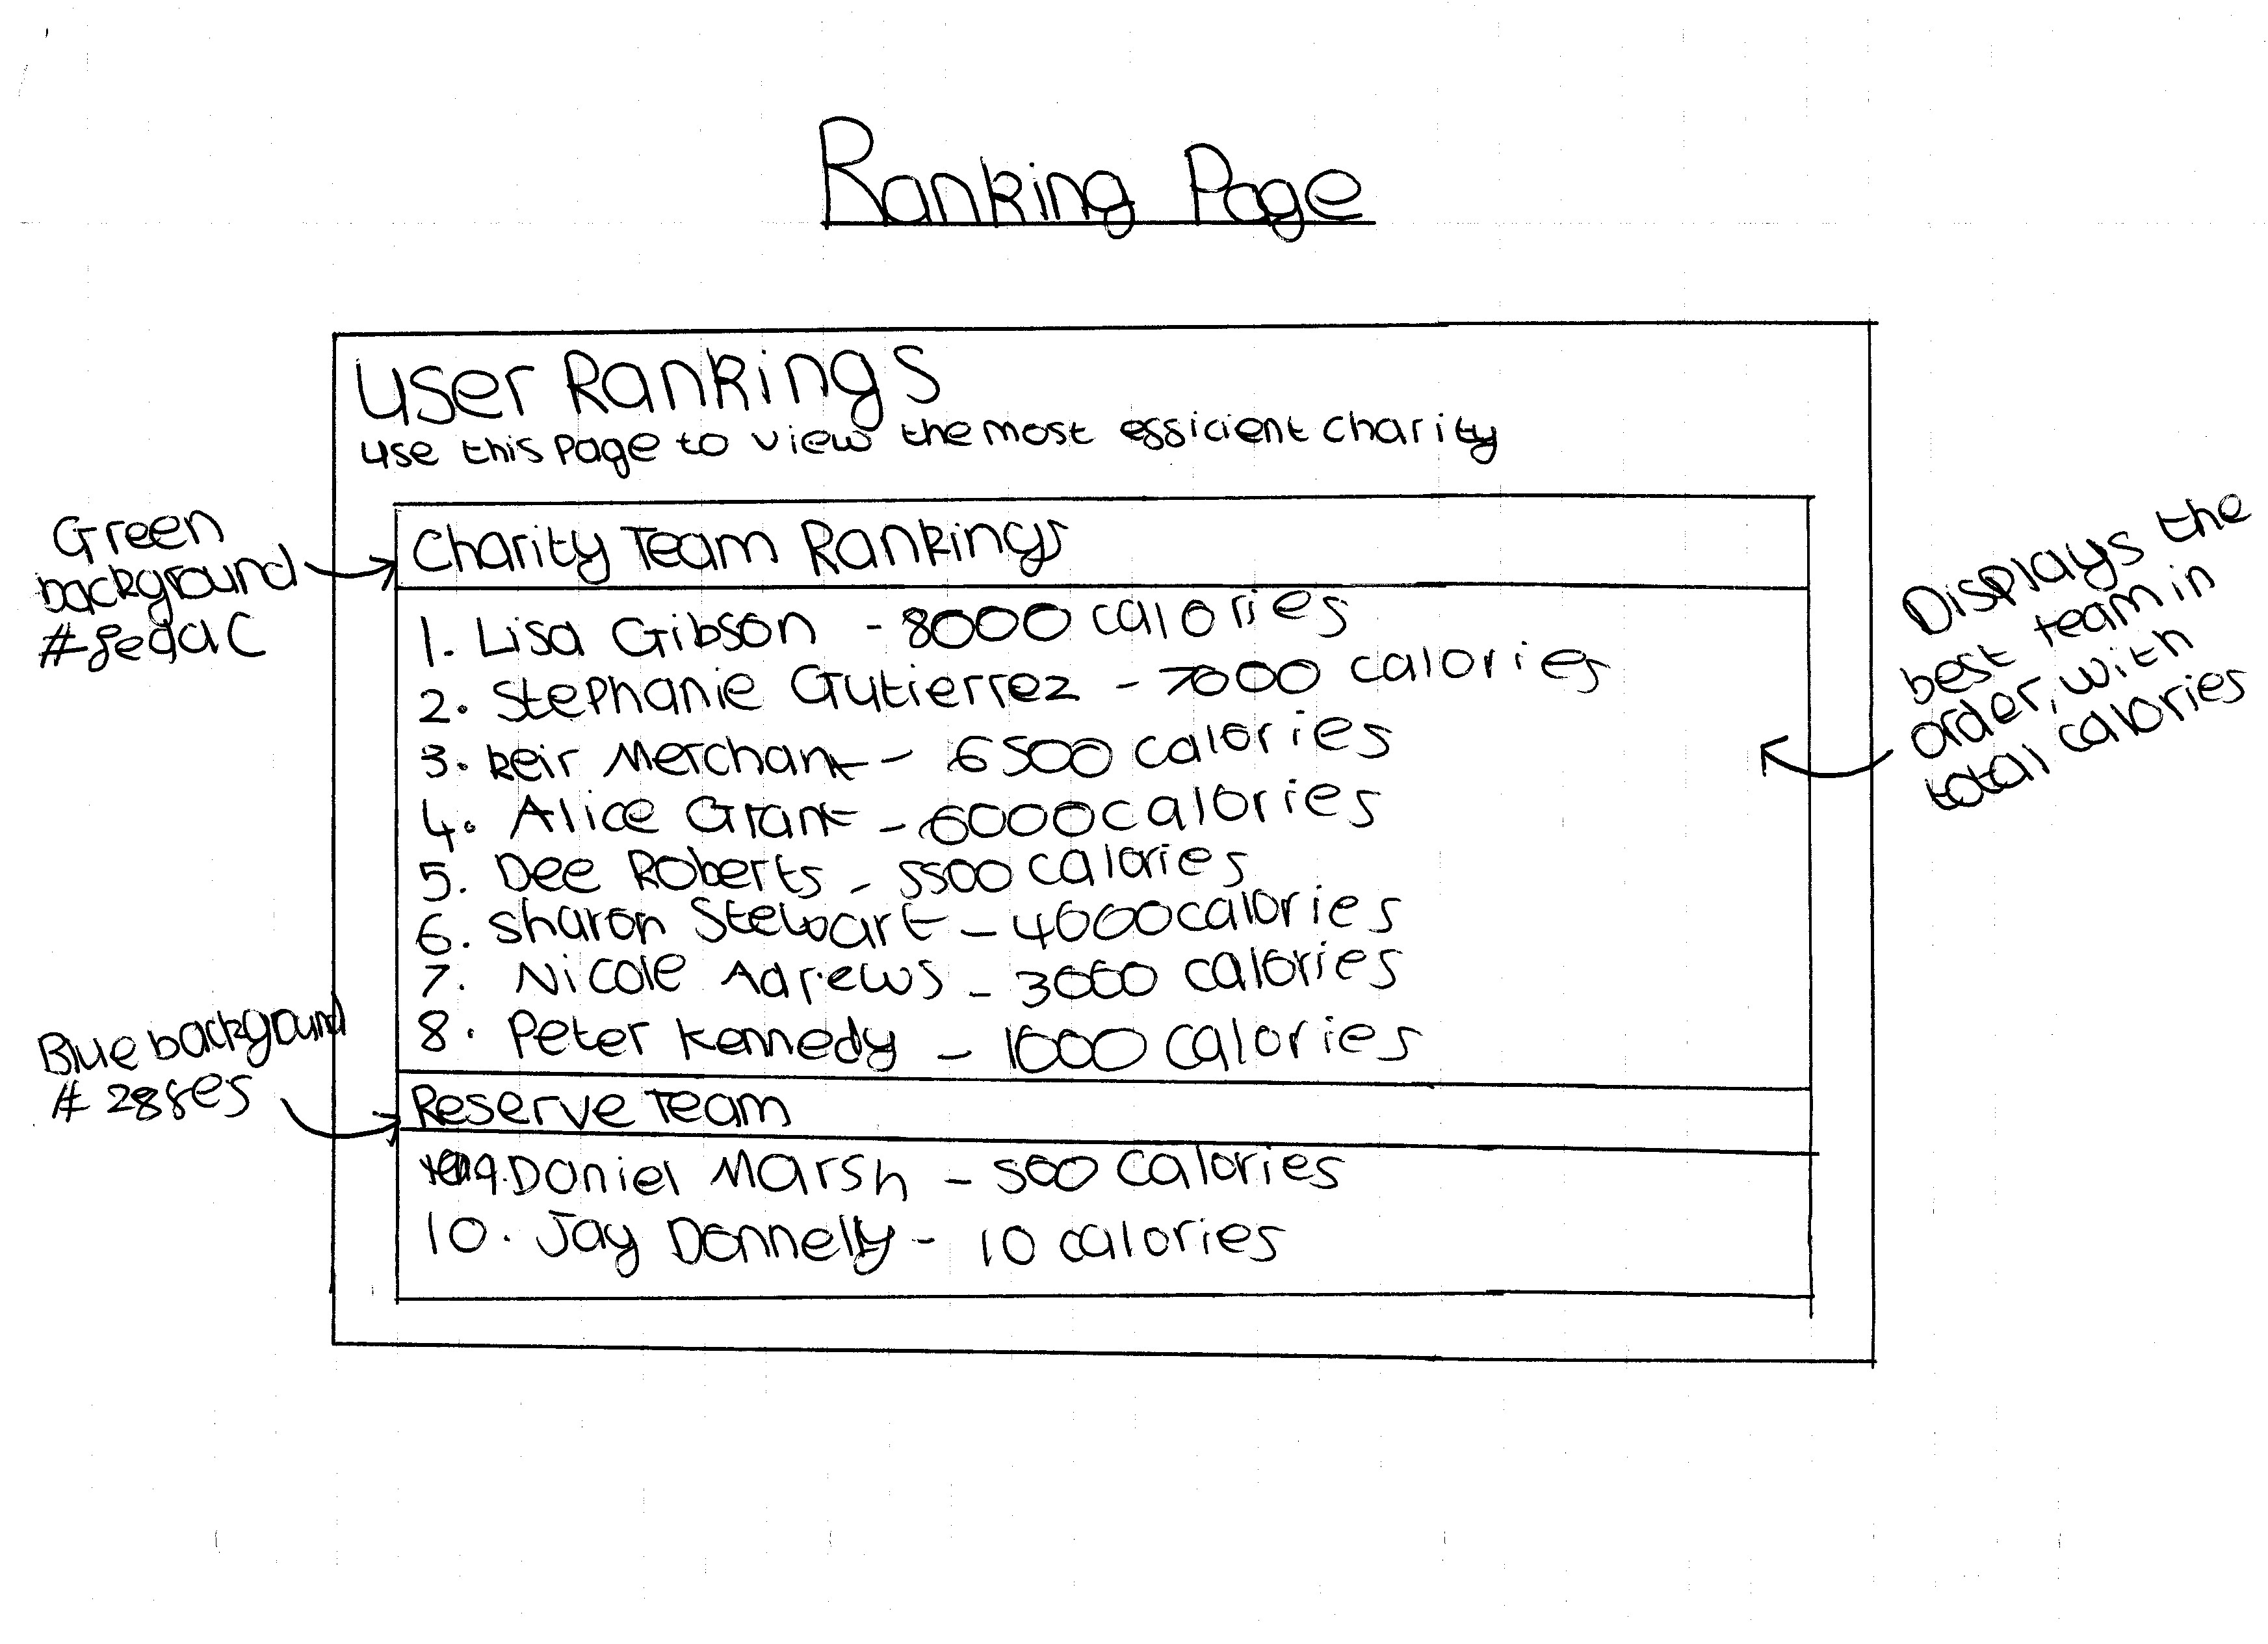 Ranking Page
User Rankings
Use this page to view the most efficient charity
Green
background
Charity Team Rankings
1. Lisa Gibson - 8000 calories
2. Stephanie Gutierrez - 7000 calories
3. Keir Merchant - 6500 calories
4. Alice Grant - 6000 calories
5. Dee Roberts - 5500 calories
6. Sharon Stewart - 4000 calories
7. Nicole Adrews - 3000 calories
8. Peter Kennedy - 1000 calories
Displays the
best team in
order, with
total calories
Blue background
Reserve Team
9. Daniel Marsh - 500 calories
10. Jay Donnelly - 10 calories